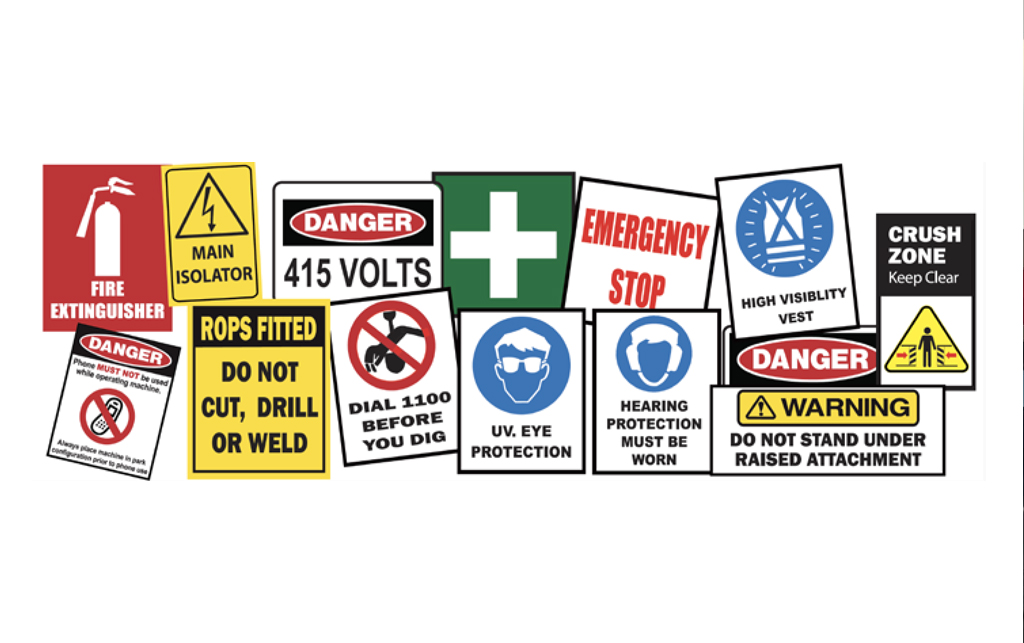 FIRE
EXTINGUISHER
MAIN
ISOLATOR
DANGER
415 VOLTS
EMERGENCY
STOP
HIGH VISIBLITY
VEST
CRUSH
ZONE
Keep Clear
DANGER
Phone MUST NOT be used
while operating machine.
Always place machine in park
configuration prior to phone use
ROPS FITTED
DO NOT
CUT, DRILL
OR WELD
DIAL 1100
BEFORE
YOU DIG
UV. EYE
PROTECTION
HEARING
PROTECTION
MUST BE
WORN
DANGER
WARNING
DO NOT STAND UNDER
RAISED ATTACHMENT